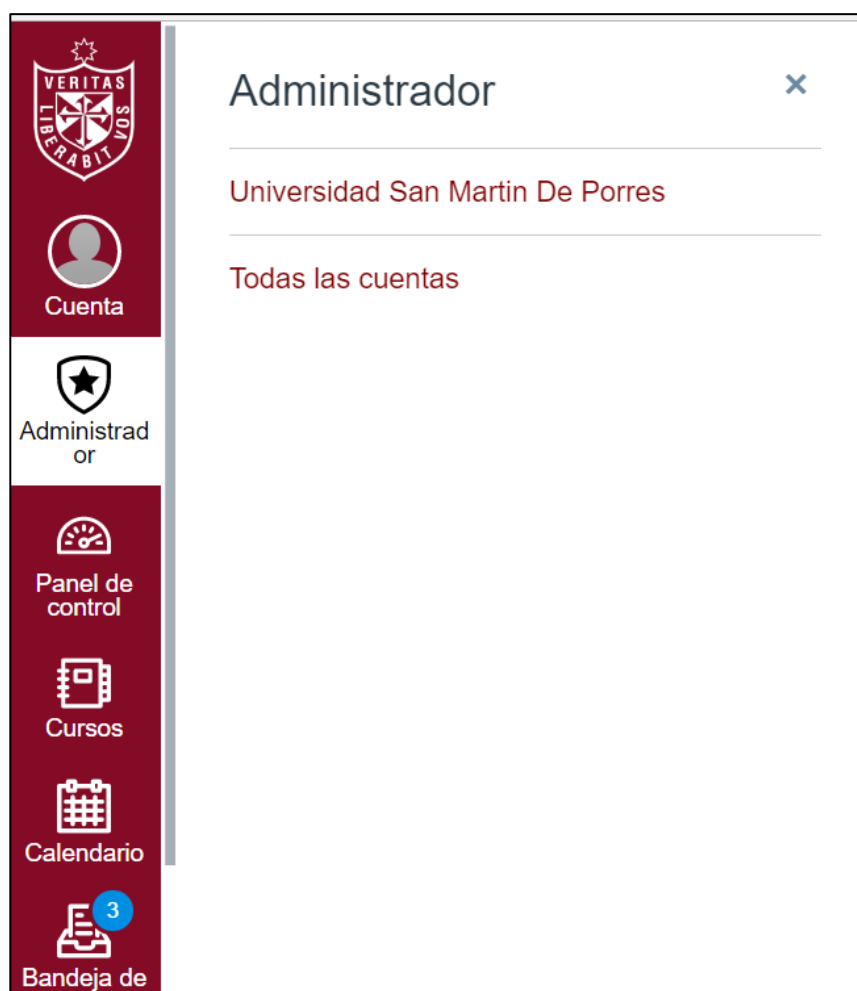 VERITAS
LIBERABIT VOS
Cuenta
Administrad
or
Panel de
control
Cursos
Calendario
3
Bandeja de
Administrador
×
Universidad San Martin De Porres
Todas las cuentas